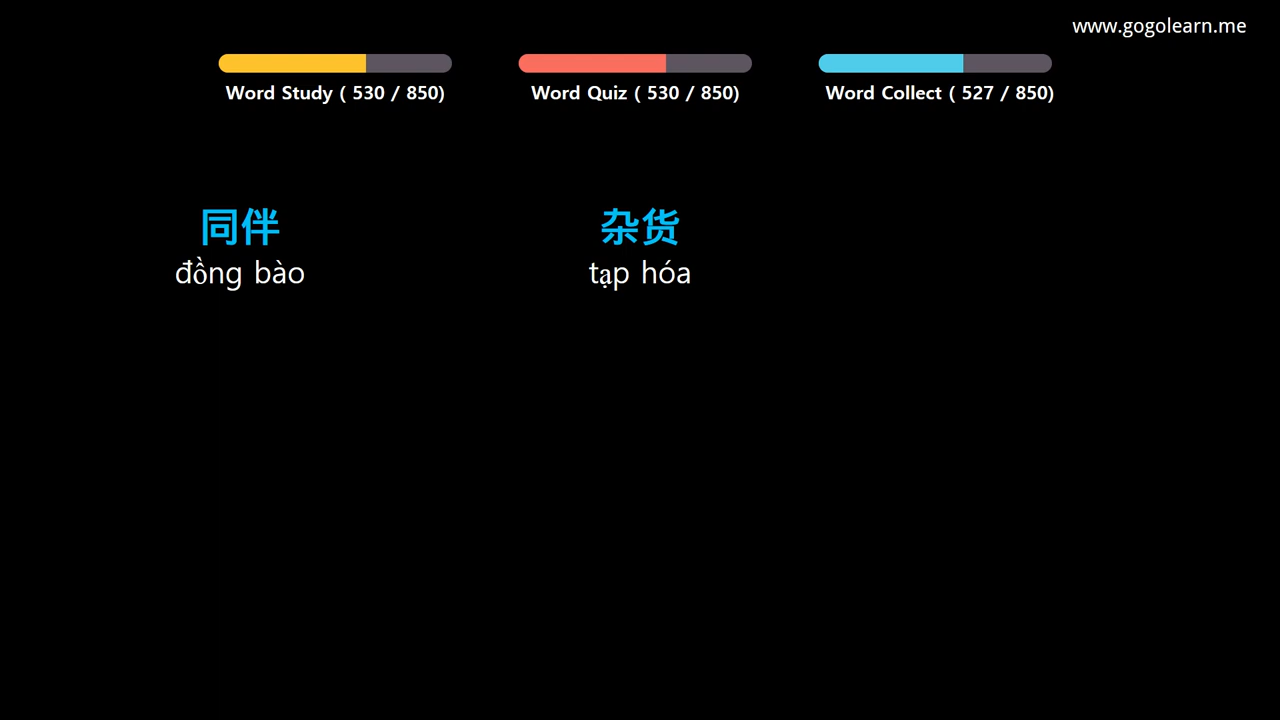 www.gogolearn.me
Word Study ( 530 / 850)
Word Quiz ( 530 / 850)
Word Collect ( 527 / 850)
同伴
杂货
đồng bào
tạp hóa